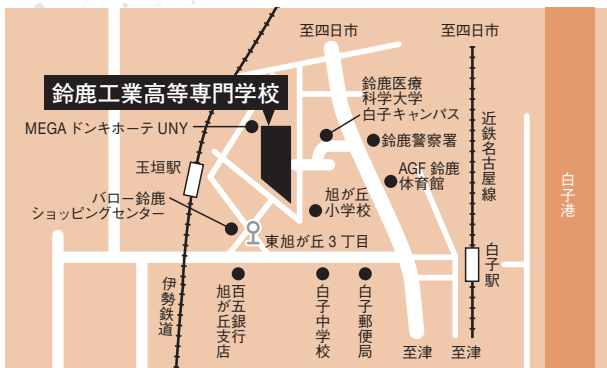 至四日市
至四日市
鈴鹿工業高等専門学校
鈴鹿医療
科学大学
白子キャンパス
MEGA ドンキホーテ UNY
鈴鹿警察署
近鉄名古屋線
玉垣駅
AGF 鈴鹿
体育館
白子港
バロー鈴鹿
ショッピングセンター
旭が丘
小学校
東旭が丘 3 丁目
白子駅
伊勢鉄道
百五銀行
旭が丘支店
白子中学校
白子郵便局
至津
至津